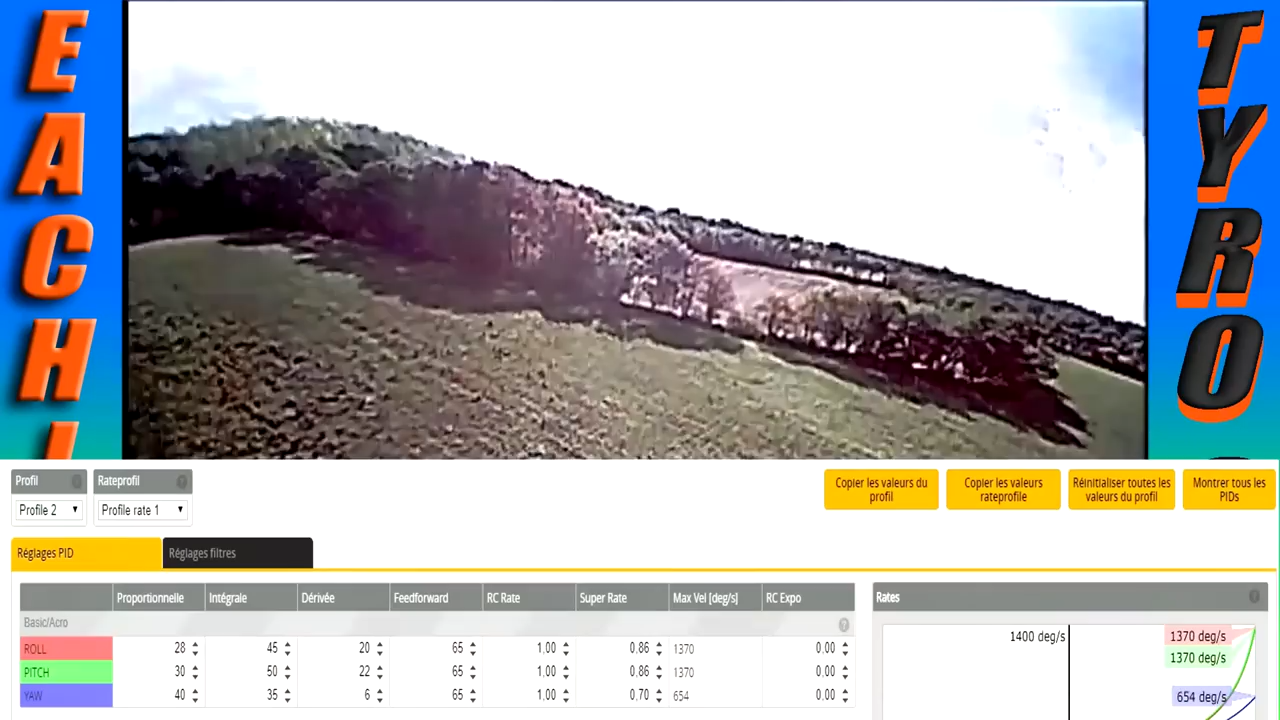 EACHI
TYRO
Profil
Rateprofil
Profile 2
Profile rate 1
Copier les valeurs du
profil
Copier les valeurs
rateprofile
Réinitialiser toutes les
valeurs du profil
Montrer tous les
PIDs
Réglages PID
Réglages filtres
Proportionnelle Intégrale Dérivée Feedforward RC Rate Super Rate Max Vel [deg/s] RC Expo
Basic/Acro
ROLL 28 45 20 65 1,00 0,86 1370 0,00
PITCH 30 50 22 65 1,00 0,86 1370 0,00
YAW 40 35 6 65 1,00 0,70 654 0,00
Rates
1400 deg/s
1370 deg/s
1370 deg/s
654 deg/s